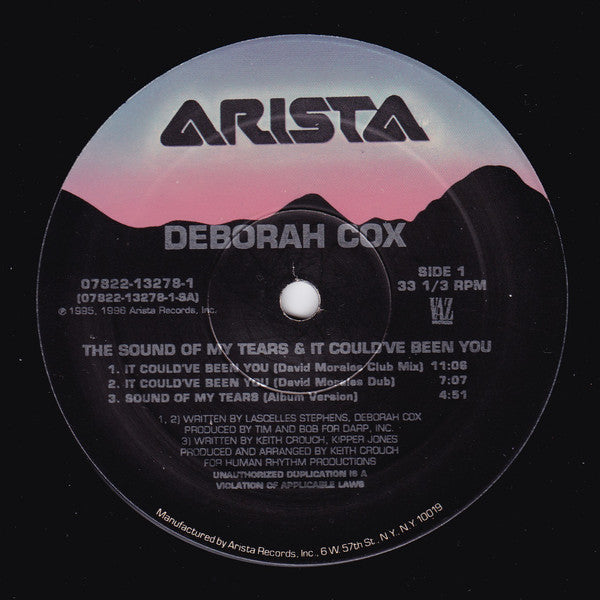 ARISTA
DEBORAH COX
07822-13278-1
(07822-13278-1-SA)
℗ 1995, 1996 Arista Records, Inc.
SIDE 1
33 1/3 RPM
THE SOUND OF MY TEARS & IT COULD'VE BEEN YOU
1. IT COULD'VE BEEN YOU (David Morales Club Mix) 11:06
2. IT COULD'VE BEEN YOU (David Morales Dub) 7:07
3. SOUND OF MY TEARS (Album Version) 4:51
1, 2) WRITTEN BY LASCELLES STEPHENS, DEBORAH COX
PRODUCED BY TIM AND BOB FOR DARP, INC.
3) WRITTEN BY KEITH CROUCH, KIPPER JONES
PRODUCED AND ARRANGED BY KEITH CROUCH
FOR HUMAN RHYTHM PRODUCTIONS
UNAUTHORIZED DUPLICATION IS A
VIOLATION OF APPLICABLE LAWS
Manufactured by Arista Records, Inc., 6 W. 57th St., N.Y., N.Y. 10019